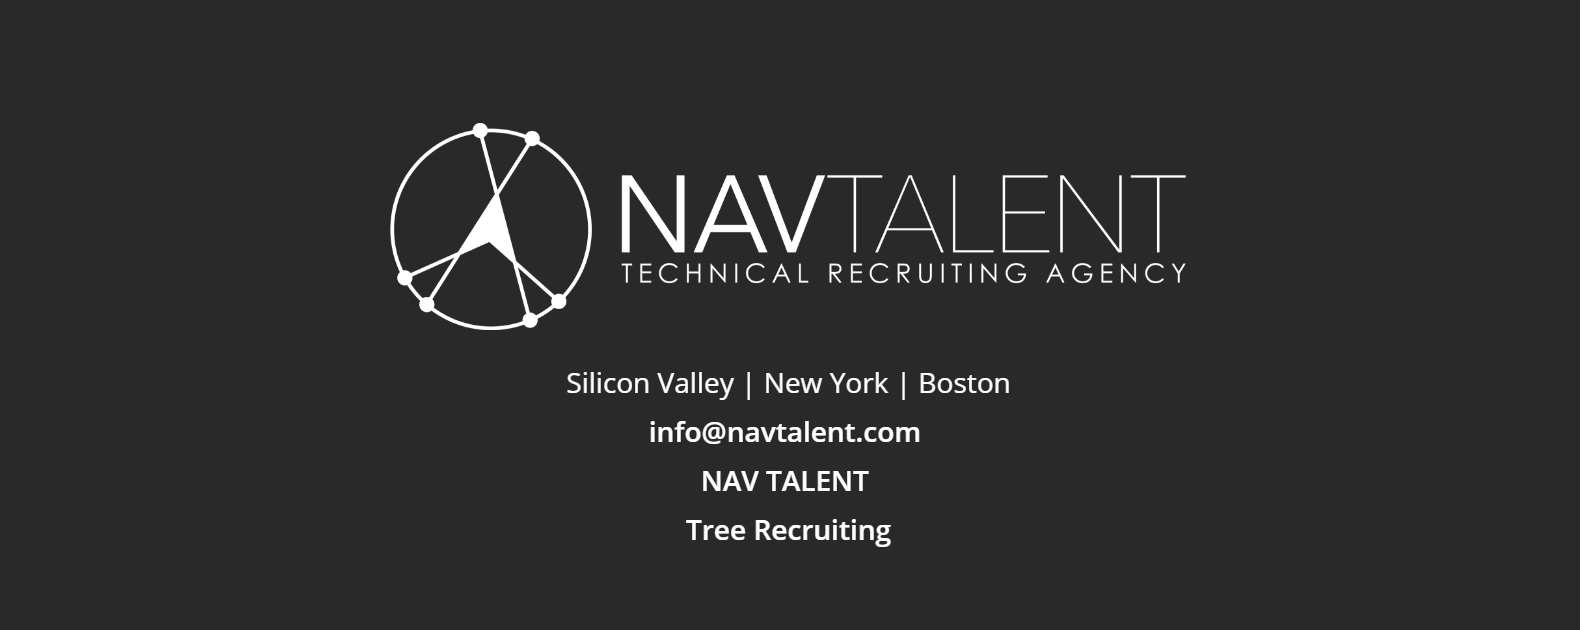 NAVTALENT
TECHNICAL RECRUITING AGENCY
Silicon Valley | New York | Boston
info@navtalent.com
NAV TALENT
Tree Recruiting